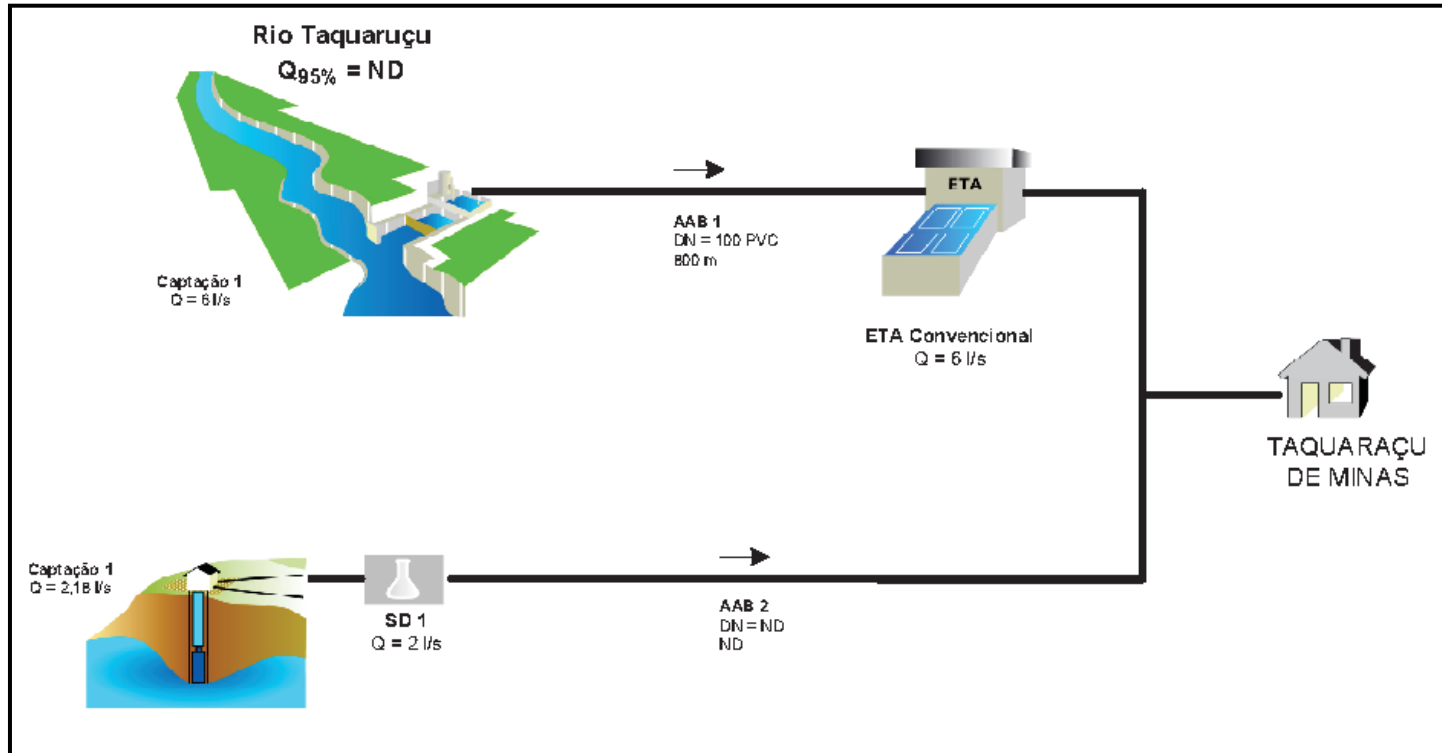 Rio Taquaruçu
Q95% = ND
ETA
AAB 1
DN = 100 PVC
800 m
Captação 1
Q = 6 l/s
ETA Convencional
Q = 6 l/s
TAQUARAÇU
DE MINAS
Captação 1
Q = 2,18 l/s
SD 1
Q = 2 l/s
AAB 2
DN = ND
ND